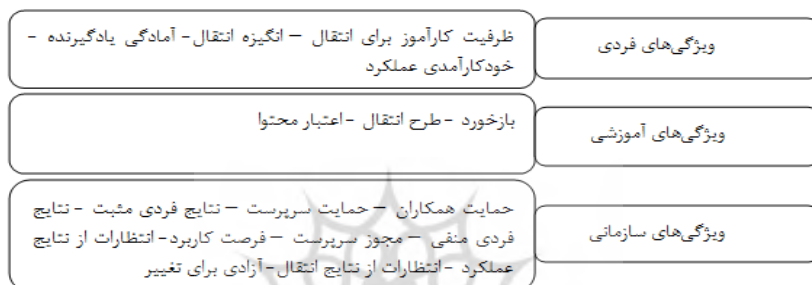 ویژگی‌های فردی
ظرفیت کارآموز برای انتقال – انگیزه انتقال- آمادگی یادگیرنده -
خودکارآمدی عملکرد
ویژگی‌های آموزشی
بازخورد -طرح انتقال -اعتبار محتوا
ویژگی‌های سازمانی
حمایت همکاران – حمایت سرپرست – نتایج فردی مثبت - نتایج
فردی منفی – مجوز سرپرست – فرصت کاربرد- انتظارات از نتایج
عملکرد -انتظارات از نتایج انتقال- آزادی برای تغییر